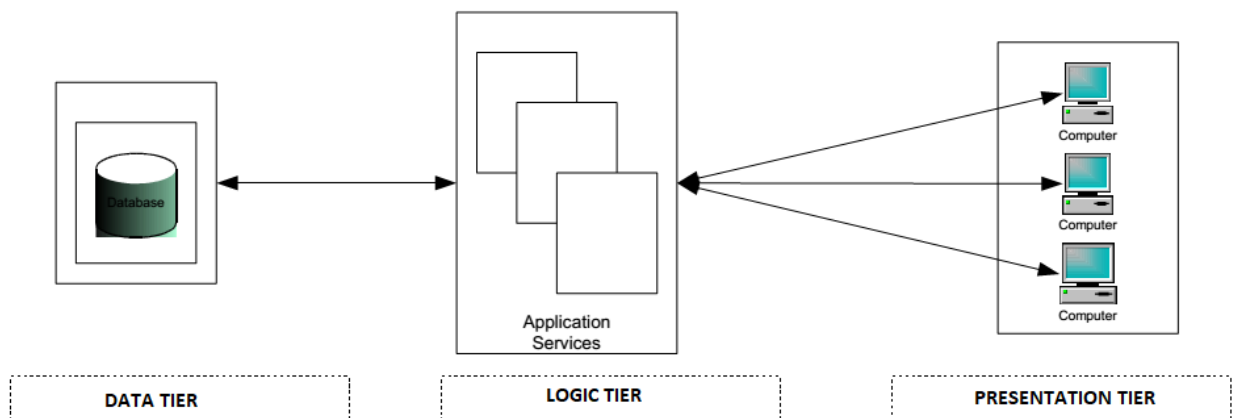 Database
Application
Services
Computer
Computer
Computer
DATA TIER
LOGIC TIER
PRESENTATION TIER